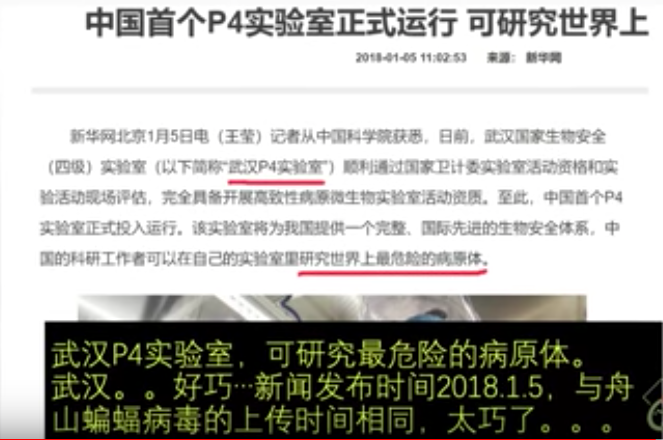 中国首个P4实验室正式运行 可研究世界上
2018-01-05 11:02:53 来源： 新华网
新华网北京1月5日电（王莹）记者从中国科学院获悉，日前，武汉国家生物安全
（四级）实验室（以下简称“武汉P4实验室”）顺利通过国家卫计委实验室活动资格和实
验活动现场评估，完全具备开展高致性病原微生物实验室活动资质。至此，中国首个P4
实验室正式投入运行。该实验室将为我国提供一个完整、国际先进的生物安全体系，中
国的科研工作者可以在自己的实验室里研究世界上最危险的病原体。
武汉P4实验室，可研究最危险的病原体。
武汉。。好巧…新闻发布时间2018.1.5，与舟
山蝙蝠病毒的上传时间相同，太巧了。。。